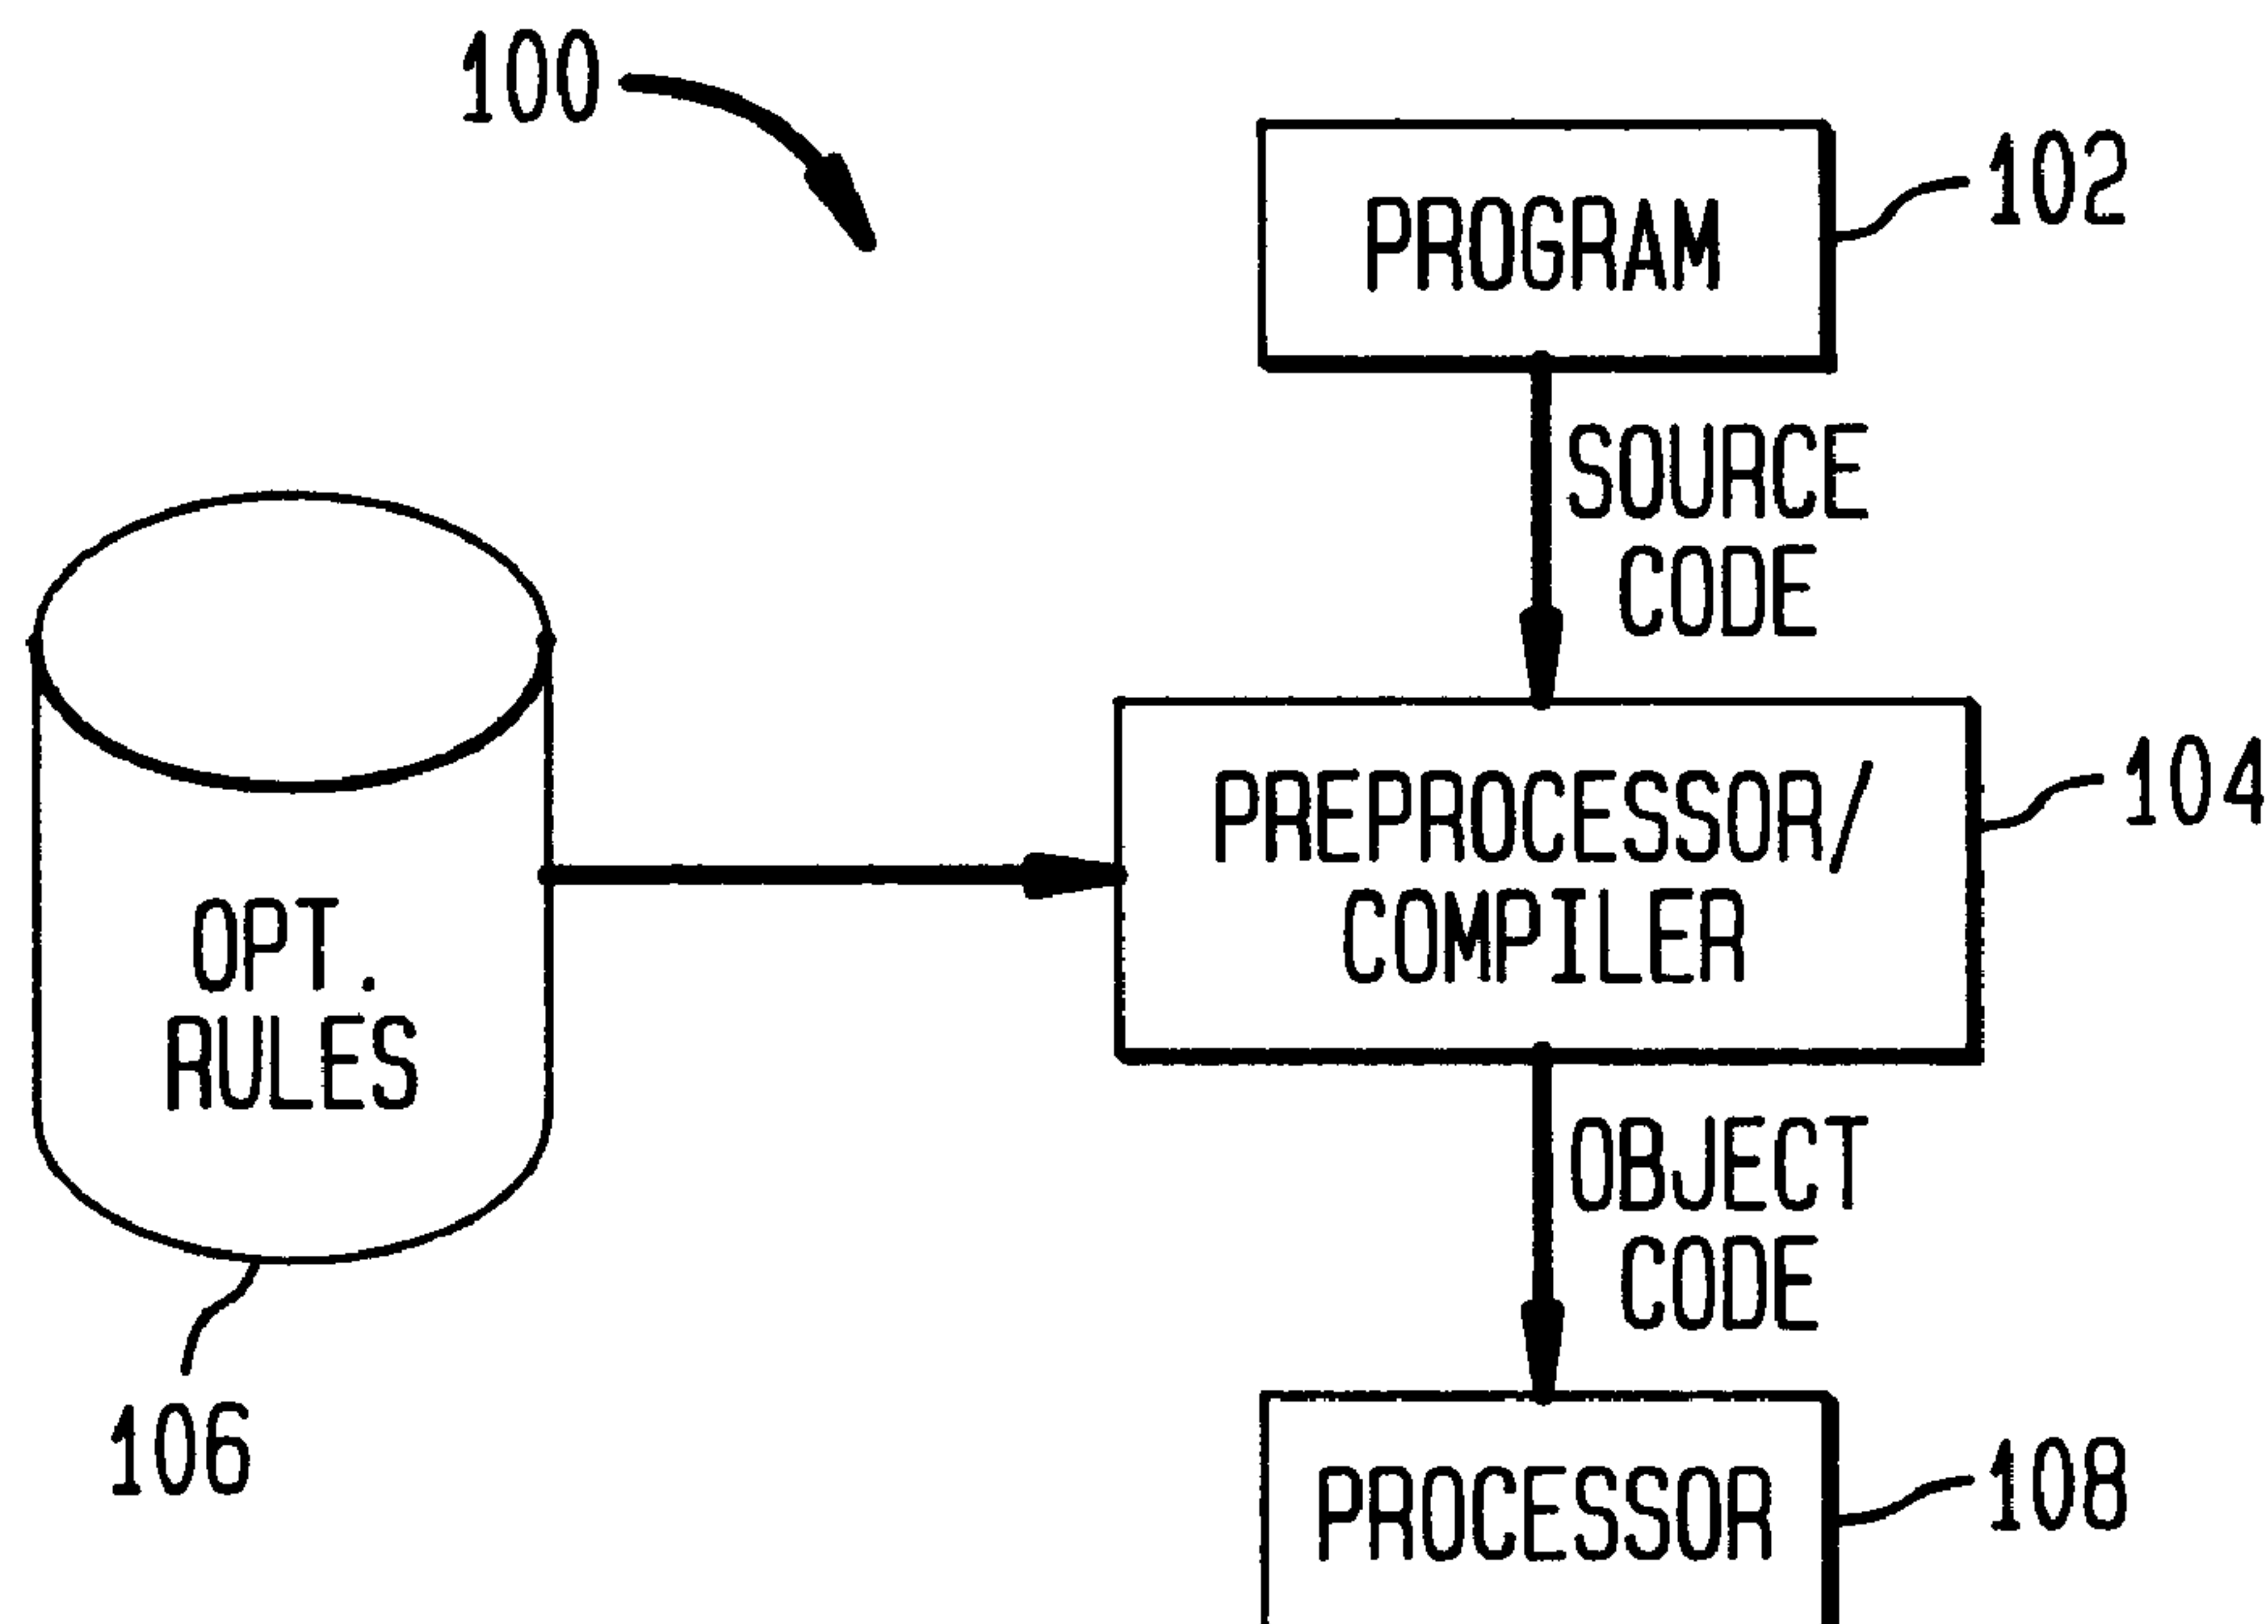 100
PROGRAM
102
SOURCE
CODE
PREPROCESSOR/
COMPILER
104
OPT.
RULES
106
OBJECT
CODE
PROCESSOR
108